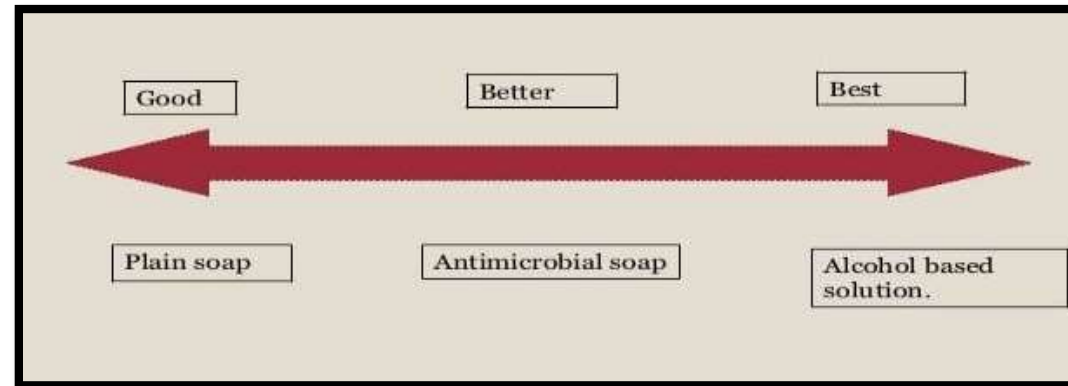 Good
Better
Best
Plain soap
Antimicrobial soap
Alcohol based
solution.